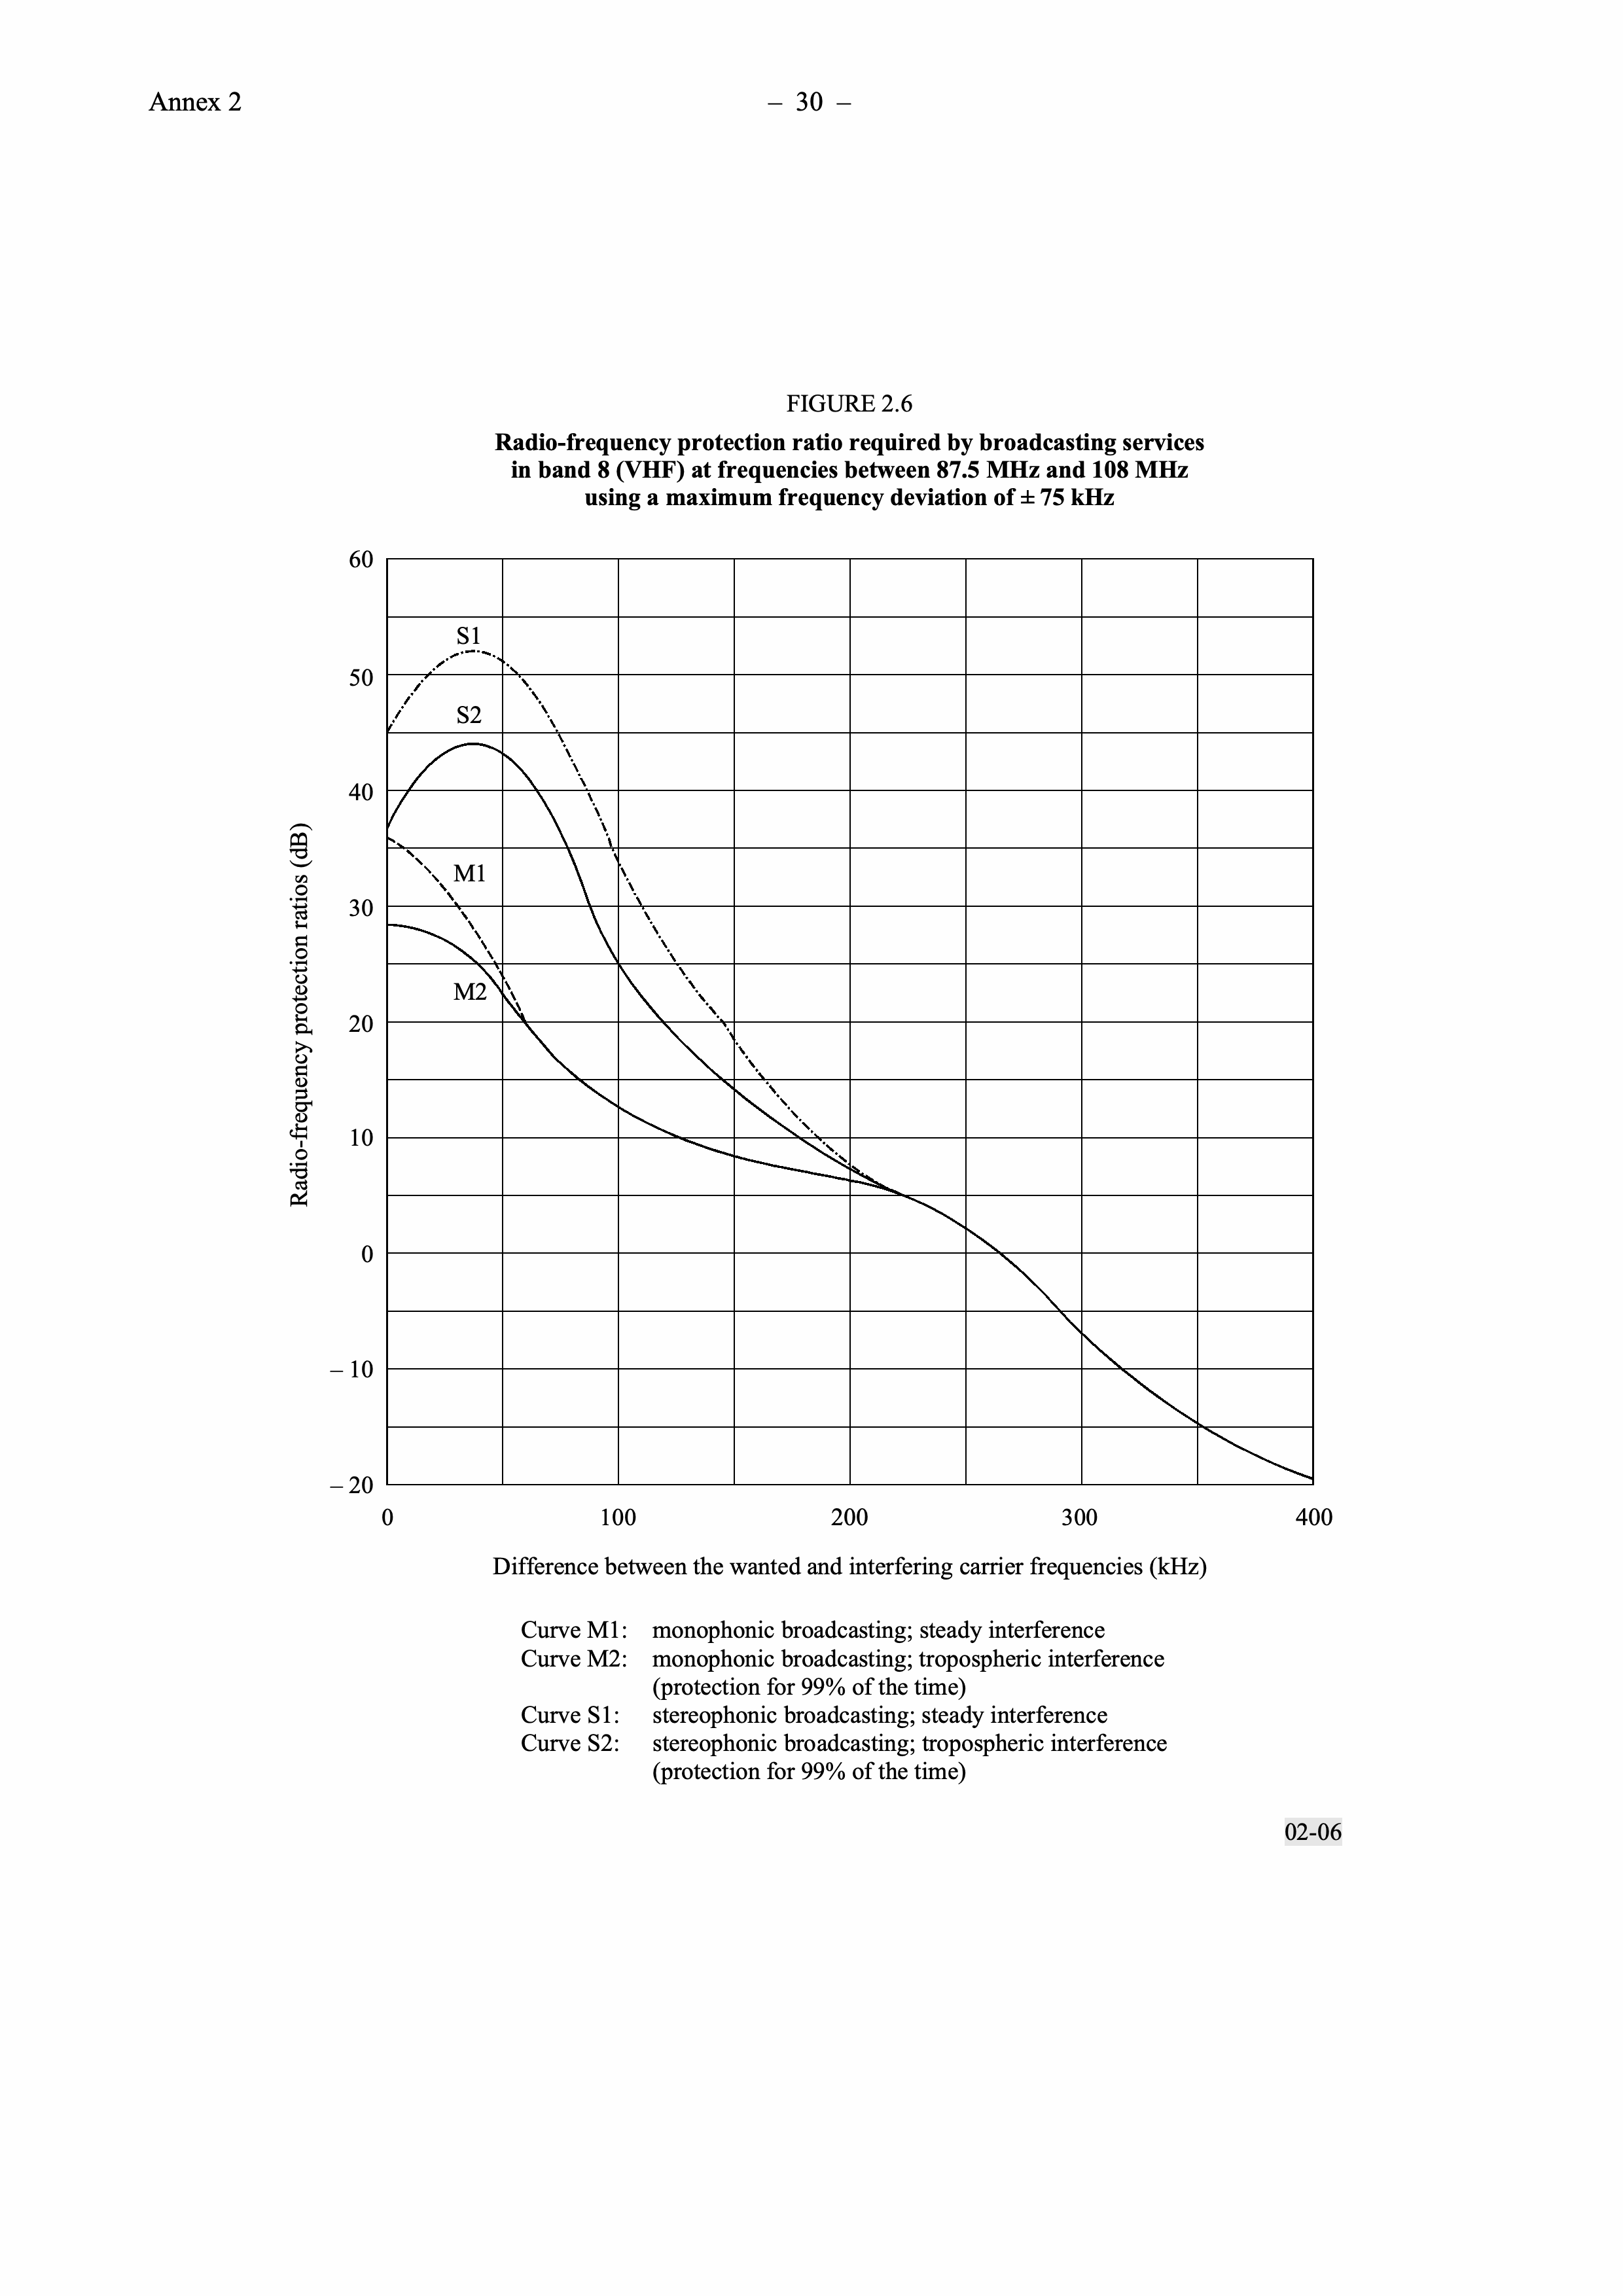 Annex 2
– 30 –
FIGURE 2.6
Radio-frequency protection ratio required by broadcasting services
in band 8 (VHF) at frequencies between 87.5 MHz and 108 MHz
using a maximum frequency deviation of ± 75 kHz
60
S1
50
S2
40
M1
30
M2
20
10
0
– 10
– 20
Radio-frequency protection ratios (dB)
0 100 200 300 400
Difference between the wanted and interfering carrier frequencies (kHz)
Curve M1: monophonic broadcasting; steady interference
Curve M2: monophonic broadcasting; tropospheric interference
(protection for 99% of the time)
Curve S1: stereophonic broadcasting; steady interference
Curve S2: stereophonic broadcasting; tropospheric interference
(protection for 99% of the time)
02-06